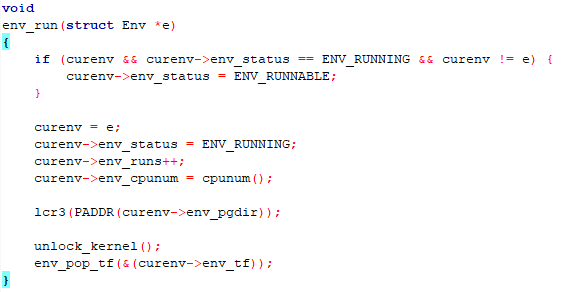 void
env_run(struct Env *e)
{
    if (curenv && curenv->env_status == ENV_RUNNING && curenv != e) {
        curenv->env_status = ENV_RUNNABLE;
    }

    curenv = e;
    curenv->env_status = ENV_RUNNING;
    curenv->env_runs++;
    curenv->env_cpunum = cpunum();

    lcr3(PADDR(curenv->env_pgdir));

    unlock_kernel();
    env_pop_tf(&(curenv->env_tf));
}